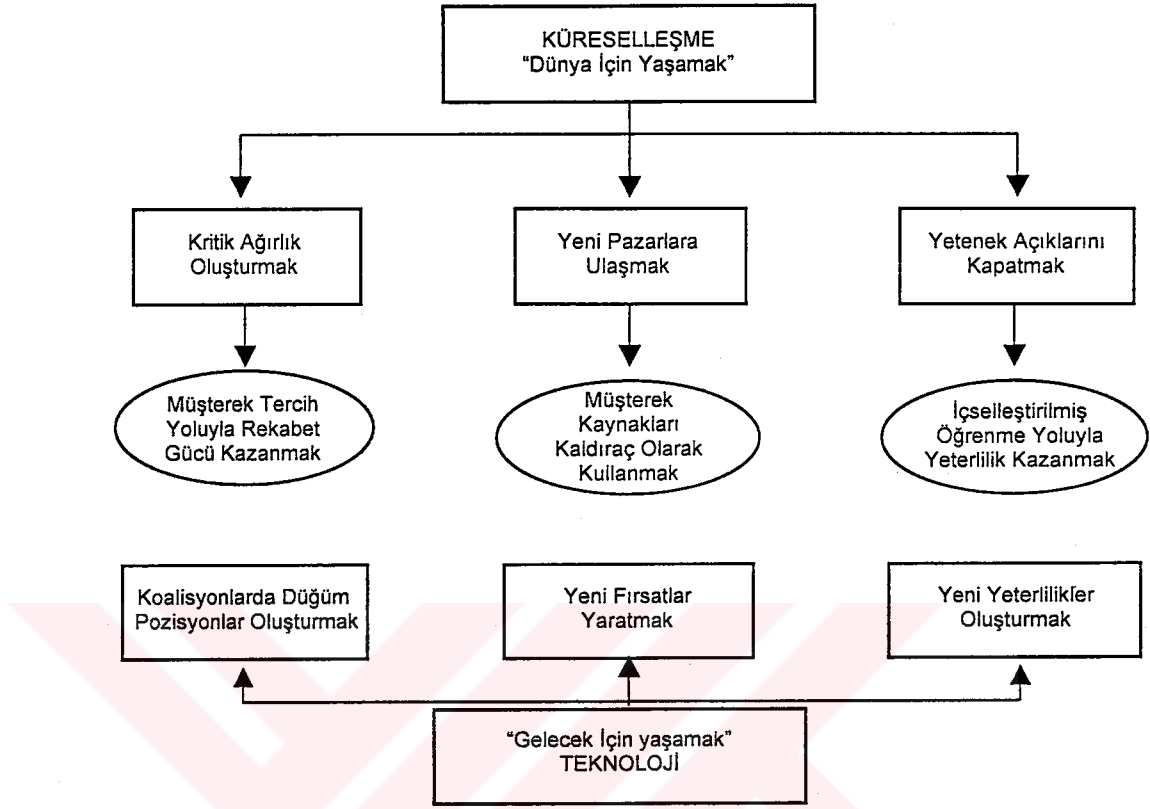 KÜRESELLEŞME
“Dünya İçin Yaşamak”
Kritik Ağırlık
Oluşturmak
Yeni Pazarlara
Ulaşmak
Yetenek Açıklarını
Kapatmak
Müşterek Tercih
Yoluyla Rekabet
Gücü Kazanmak
Müşterek
Kaynakları
Kaldıraç Olarak
Kullanmak
İçselleştirilmiş
Öğrenme Yoluyla
Yeterlilik Kazanmak
Koalisyonlarda Düğüm
Pozisyonlar Oluşturmak
Yeni Fırsatlar
Yaratmak
Yeni Yeterlilikler
Oluşturmak
“Gelecek İçin yaşamak”
TEKNOLOJİ